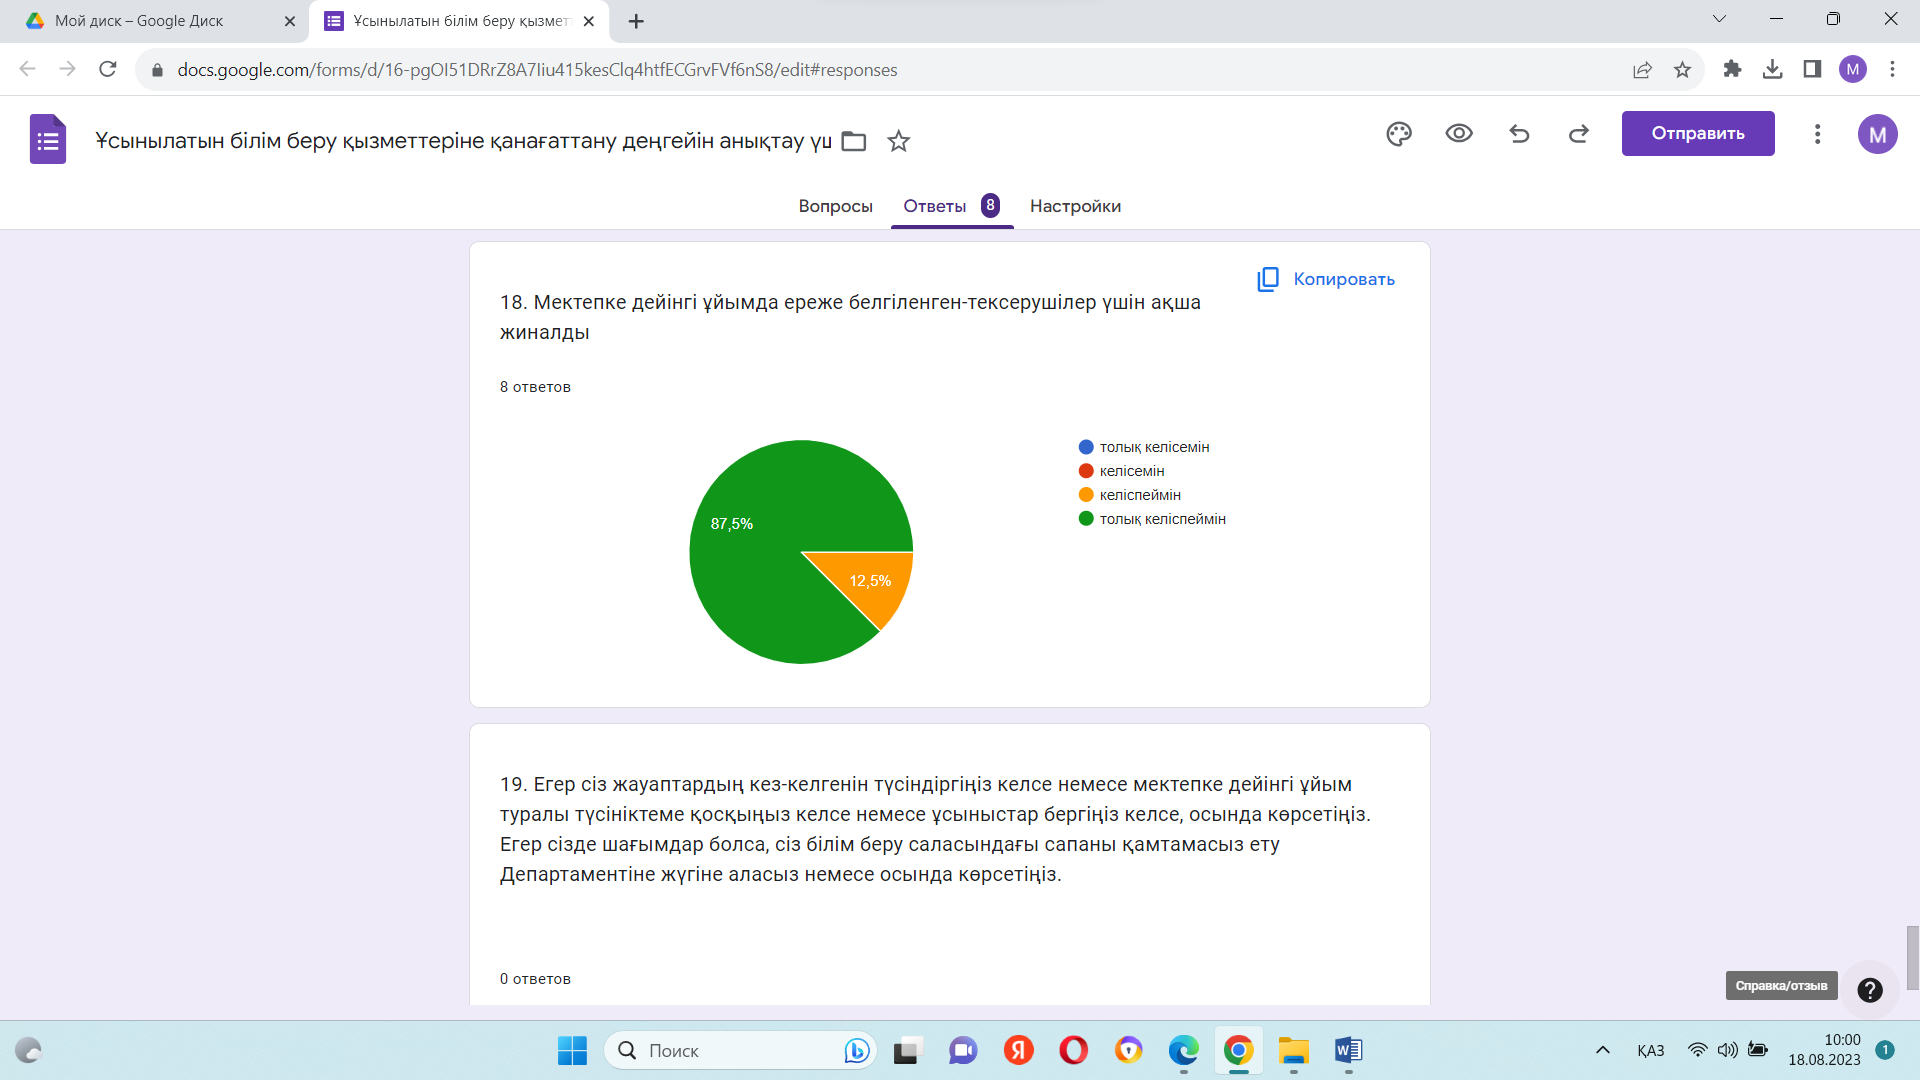 Мой диск – Google Диск
Ұсынылатын білім беру қызмет
docs.google.com/forms/d/16-pgOI51DRrZ8A7Iiu415kesClq4htfECGrvFVf6nS8/edit#responses
M
Ұсынылатын білім беру қызметтеріне қанағаттану деңгейін анықтау үш
Отправить
M
Вопросы
Ответы 8
Настройки
Копировать
18. Мектепке дейінгі ұйымда ереже белгіленген-тексерушілер үшін ақша
жиналды
8 ответов
толық келісемін
келісемін
келіспеймін
толық келіспеймін
87,5%
12,5%
19. Егер сіз жауаптардың кез-келгенін түсіндіргіңіз келсе немесе мектепке дейінгі ұйым
туралы түсініктеме қосқыңыз келсе немесе ұсыныстар бергіңіз келсе, осында көрсетіңіз.
Егер сізде шағымдар болса, сіз білім беру саласындағы сапаны қамтамасыз ету
Департаментіне жүгіне аласыз немесе осында көрсетіңіз.
0 ответов
Справка/отзыв
Поиск
ҚАЗ
10:00
18.08.2023
1